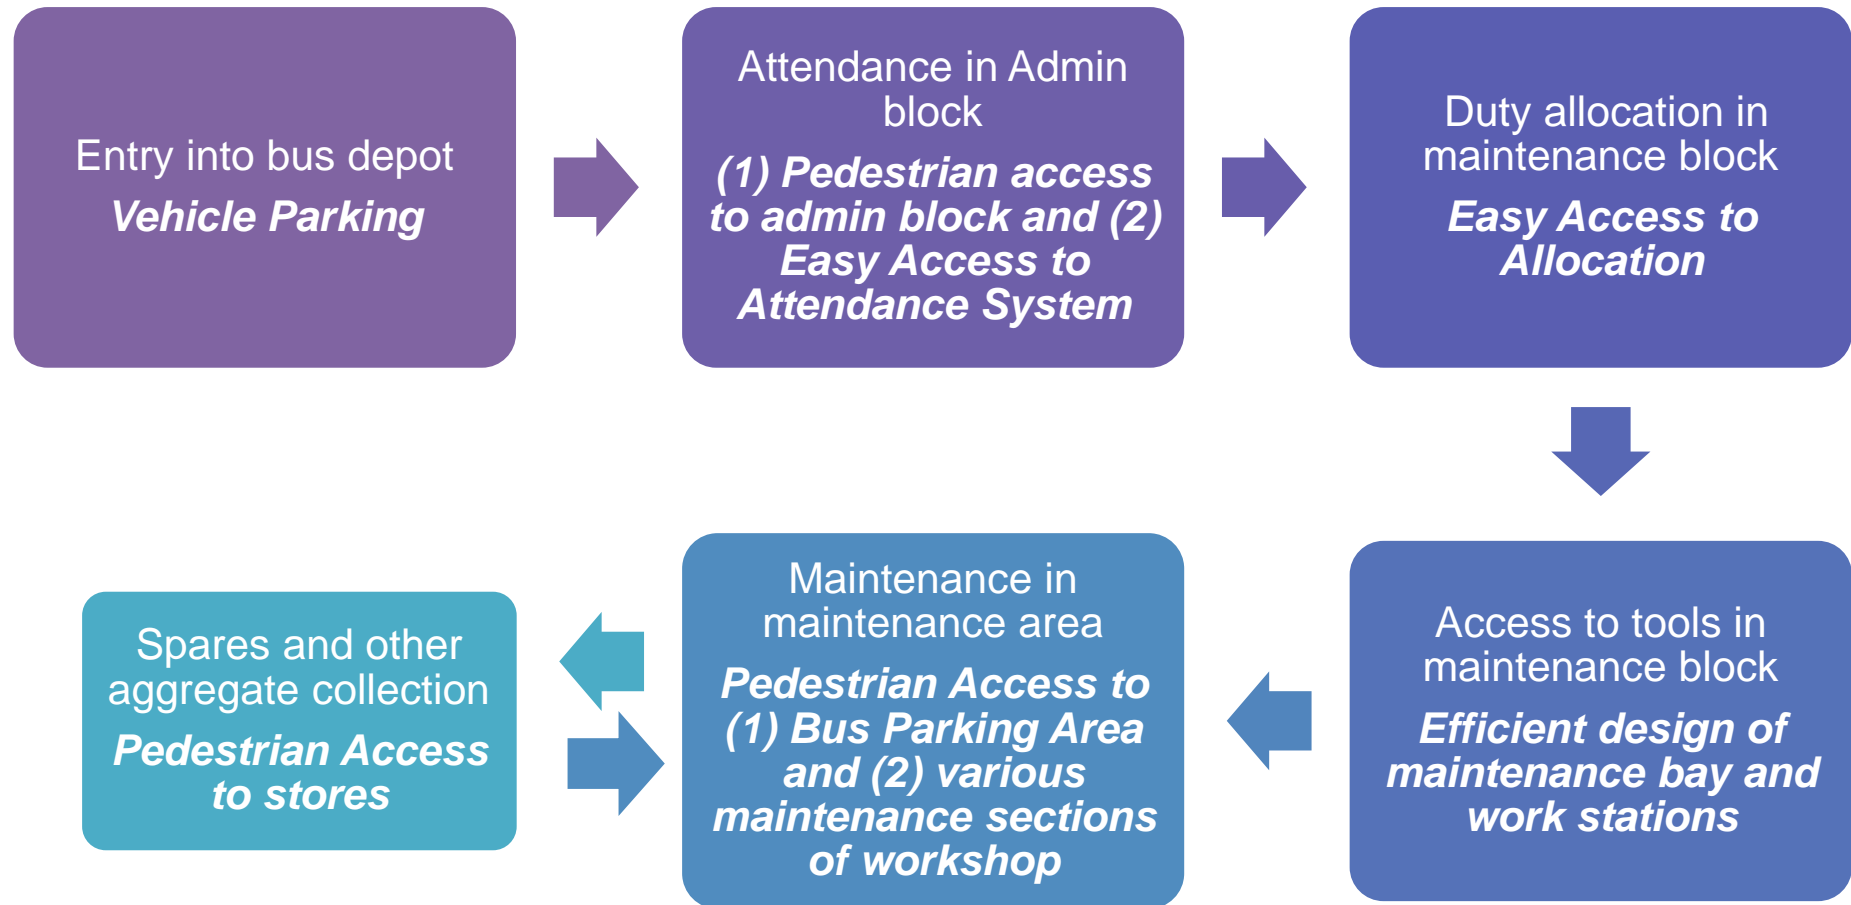 Entry into bus depot
Vehicle Parking
Attendance in Admin
block
(1) Pedestrian access
to admin block and (2)
Easy Access to
Attendance System
Duty allocation in
maintenance block
Easy Access to
Allocation
Access to tools in
maintenance block
Efficient design of
maintenance bay and
work stations
Maintenance in
maintenance area
Pedestrian Access to
(1) Bus Parking Area
and (2) various
maintenance sections
of workshop
Spares and other
aggregate collection
Pedestrian Access
to stores